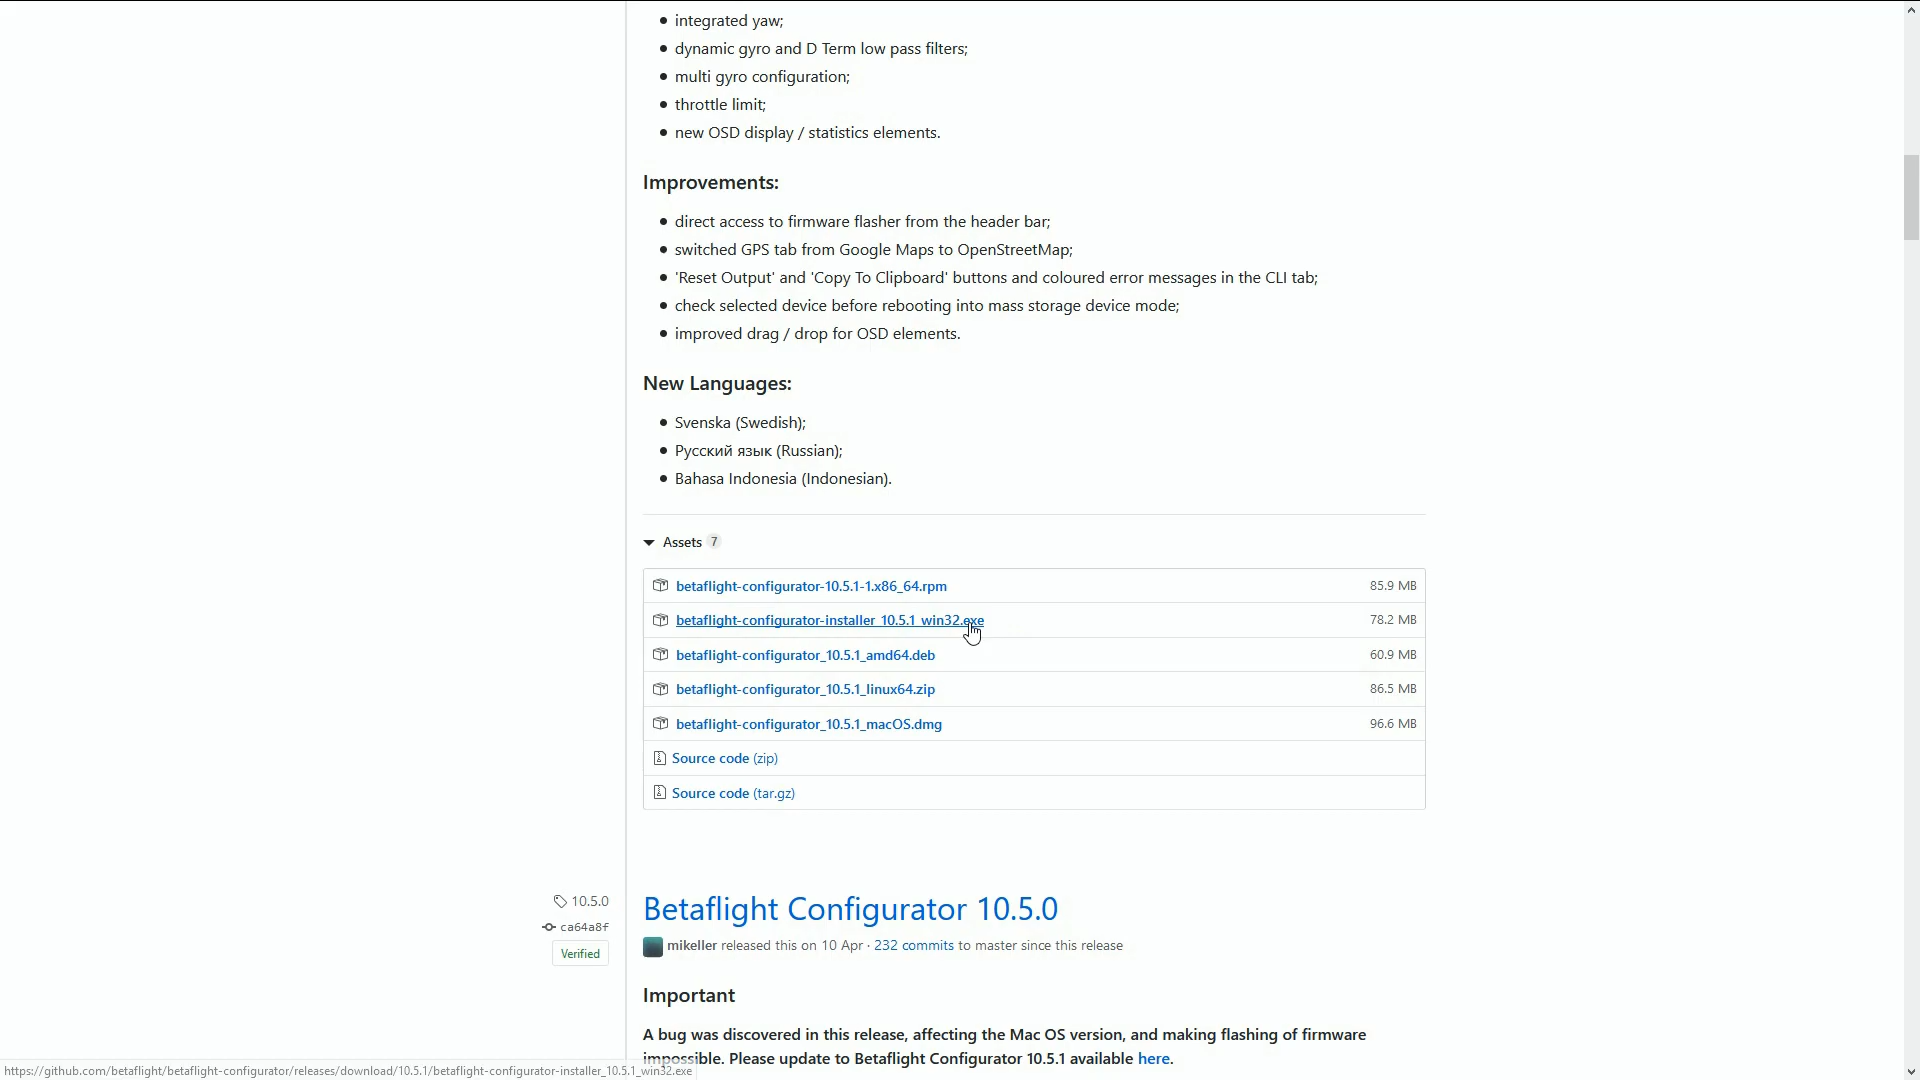 integrated yaw;
dynamic gyro and D Term low pass filters;
multi gyro configuration;
throttle limit;
new OSD display / statistics elements.
Improvements:
direct access to firmware flasher from the header bar;
switched GPS tab from Google Maps to OpenStreetMap;
'Reset Output' and 'Copy To Clipboard' buttons and coloured error messages in the CLI tab;
check selected device before rebooting into mass storage device mode;
improved drag / drop for OSD elements.
New Languages:
Svenska (Swedish);
Русский язык (Russian);
Bahasa Indonesia (Indonesian).
Assets 7
betaflight-configurator-10.5.1-1.x86_64.rpm 85.9 MB
betaflight-configurator-installer_10.5.1_win32.exe 78.2 MB
betaflight-configurator_10.5.1_amd64.deb 60.9 MB
betaflight-configurator_10.5.1_linux64.zip 86.5 MB
betaflight-configurator_10.5.1_macOS.dmg 96.6 MB
Source code (zip)
Source code (tar.gz)
10.5.0
ca64a8f
Verified
Betaflight Configurator 10.5.0
mikeller released this on 10 Apr · 232 commits to master since this release
Important
A bug was discovered in this release, affecting the Mac OS version, and making flashing of firmware
impossible. Please update to Betaflight Configurator 10.5.1 available here.
https://github.com/betaflight/betaflight-configurator/releases/download/10.5.1/betaflight-configurator-installer_10.5.1_win32.exe